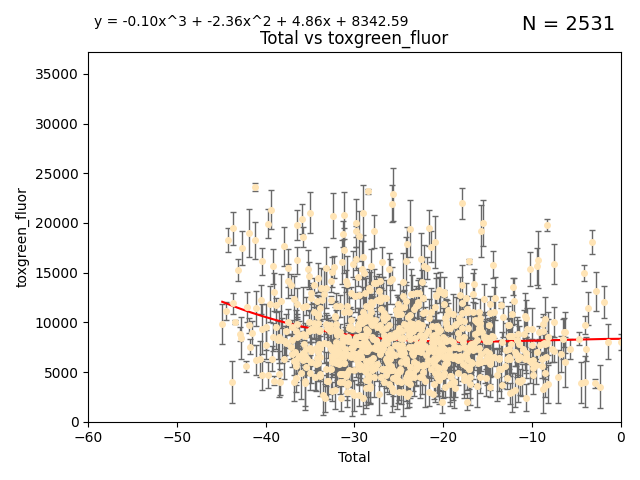 y = -0.10x^3 + -2.36x^2 + 4.86x + 8342.59
N = 2531
Total vs toxgreen_fluor
35000
30000
25000
20000
15000
10000
5000
0
toxgreen_fluor
−60 −50 −40 −30 −20 −10 0
Total